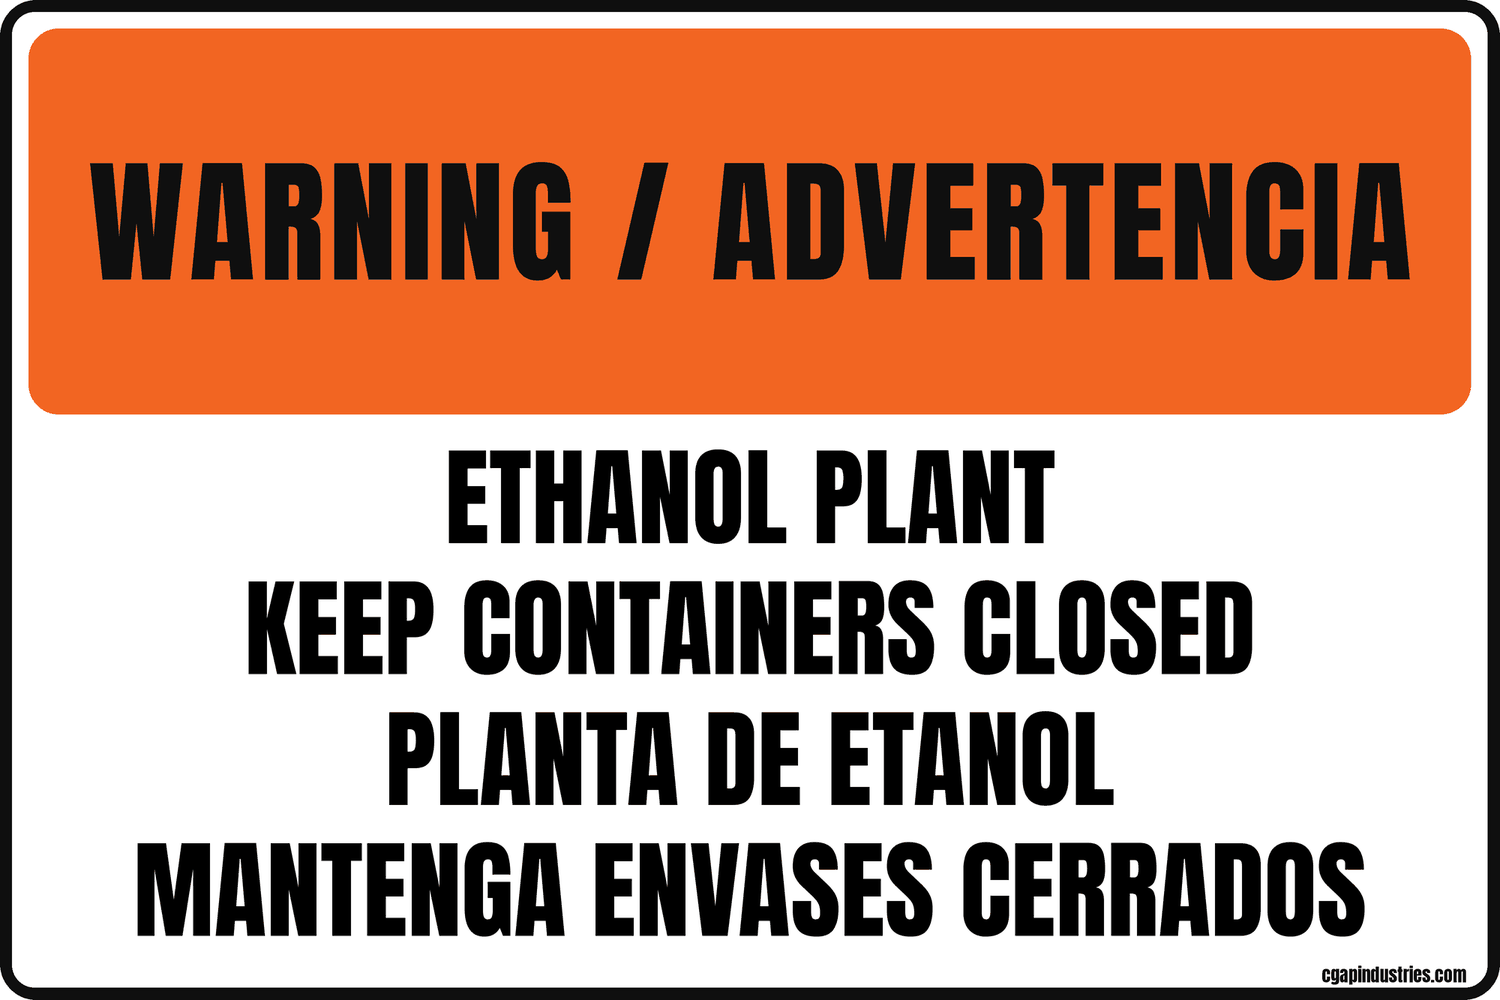 WARNING / ADVERTENCIA
ETHANOL PLANT
KEEP CONTAINERS CLOSED
PLANTA DE ETANOL
MANTENGA ENVASES CERRADOS
cgapindustries.com